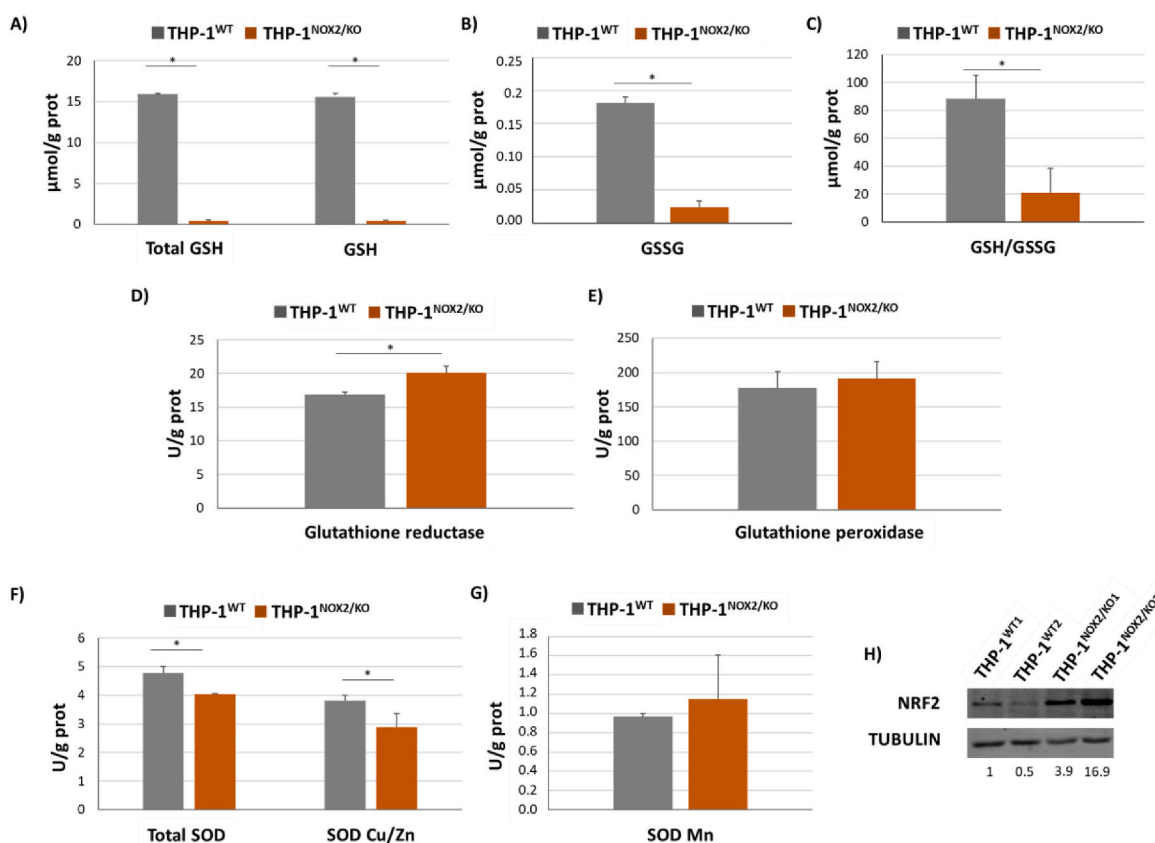 A)
THP-1WT THP-1NOX2/KO
μmol/g prot
20
15
10
5
0
*
*
Total GSH GSH
B)
THP-1WT THP-1NOX2/KO
μmol/g prot
0.2
0.2
0.15
0.1
0.05
0.00
*
GSSG
C)
THP-1WT THP-1NOX2/KO
μmol/g prot
120
100
80
60
40
20
0
*
GSH/GSSG
D)
THP-1WT THP-1NOX2/KO
U/g prot
25
20
15
10
5
0
*
Glutathione reductase
E)
THP-1WT THP-1NOX2/KO
U/g prot
250
200
150
100
50
0
Glutathione peroxidase
F)
THP-1WT THP-1NOX2/KO
U/g prot
6
5
4
3
2
1
0
*
*
Total SOD SOD Cu/Zn
G)
THP-1WT THP-1NOX2/KO
U/g prot
1.8
1.6
1.4
1.2
1.0
0.8
0.6
0.4
0.2
0.0
SOD Mn
H)
THP-1WT1 THP-1WT2 THP-1NOX2/KO1
NRF2
TUBULIN
1 0.5 3.9 16.9